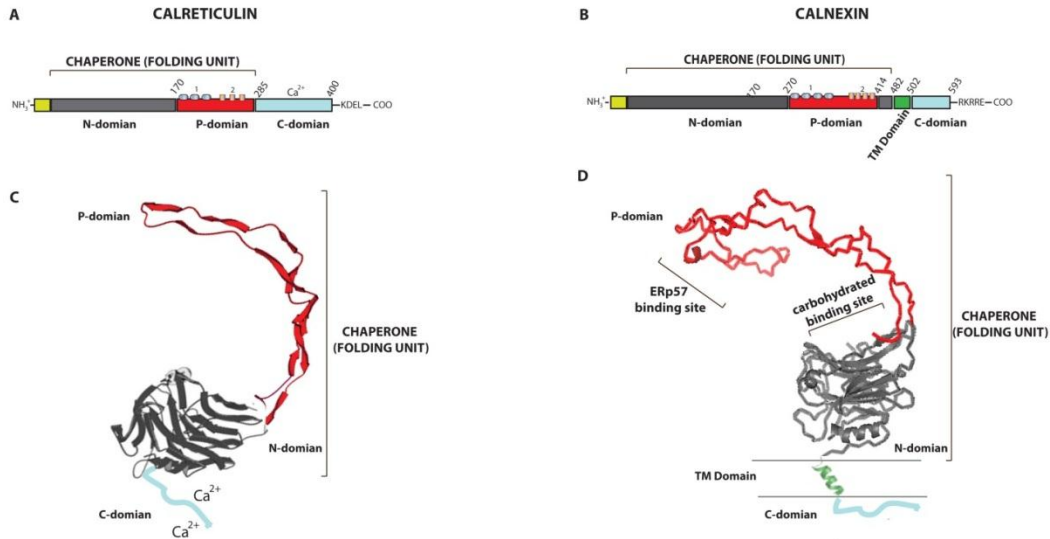 A
CALRETICULIN
CHAPERONE (FOLDING UNIT)
170
285
400
1
2
Ca2+
NH3+
KDEL — COO
N-domian
P-domian
C-domian
B
CALNEXIN
CHAPERONE (FOLDING UNIT)
170
270
414
482
502
593
1
2
NH3+
RKRRE — COO
N-domian
P-domian
TM Domain
C-domian
C
P-domian
CHAPERONE
(FOLDING UNIT)
N-domian
Ca2+
C-domian
Ca2+
D
P-domian
ERp57
binding site
carbohydrated
binding site
CHAPERONE
(FOLDING UNIT)
N-domian
TM Domain
C-domian